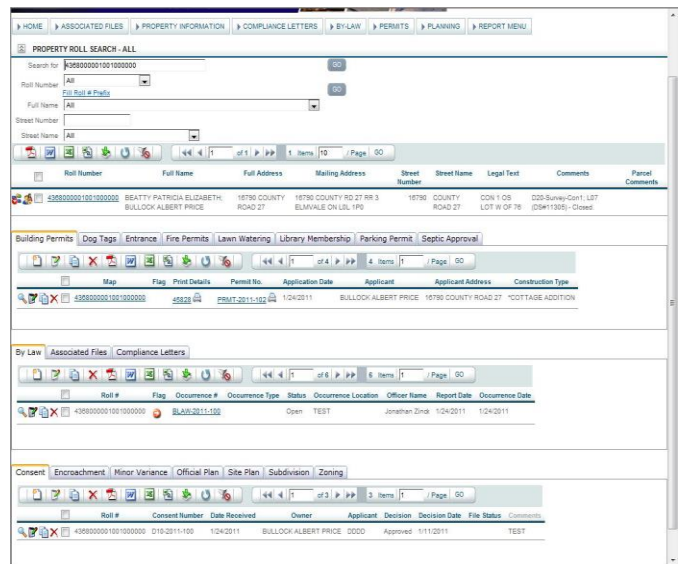 HOME ASSOCIATED FILES PROPERTY INFORMATION COMPLIANCE LETTERS BY-LAW PERMITS PLANNING REPORT MENU
PROPERTY ROLL SEARCH - ALL
Search for 4368000001001000000 GO
Roll Number All
Fill Roll # Prefix GO
Full Name All
Street Number
Street Name All
1 of 1 1 Items 10 / Page GO
Roll Number Full Name Full Address Mailing Address Street Number Street Name Legal Text Comments Parcel Comments
4368000001001000000 BEATTY PATRICIA ELIZABETH; 16790 COUNTY 16790 COUNTY RD 27 RR 3 16790 COUNTY CON 1 OS D20-Survey-Con1; L07
BULLOCK ALBERT PRICE ROAD 27 ELMVALE ON L0L 1P0 ROAD 27 LOT W OF 76 (DS#11305) - Closed.
Building Permits Dog Tags Entrance Fire Permits Lawn Watering Library Membership Parking Permit Septic Approval
1 of 4 4 Items 1 / Page GO
Map Flag Print Details Permit No. Application Date Applicant Applicant Address Construction Type
4368000001001000000 45828 PRMT-2011-102 1/24/2011 BULLOCK ALBERT PRICE 16790 COUNTY ROAD 27 *COTTAGE ADDITION
By Law Associated Files Compliance Letters
1 of 6 6 Items 1 / Page GO
Roll # Flag Occurrence # Occurrence Type Status Occurrence Location Officer Name Report Date Occurrence Date
4368000001001000000 BLAW-2011-100 Open TEST Jonathan Zinck 1/24/2011 1/24/2011
Consent Encroachment Minor Variance Official Plan Site Plan Subdivision Zoning
1 of 3 3 Items 1 / Page GO
Roll # Consent Number Date Received Owner Applicant Decision Decision Date File Status Comments
4368000001001000000 D10-2011-100 1/24/2011 BULLOCK ALBERT PRICE DDDD Approved 1/11/2011 TEST